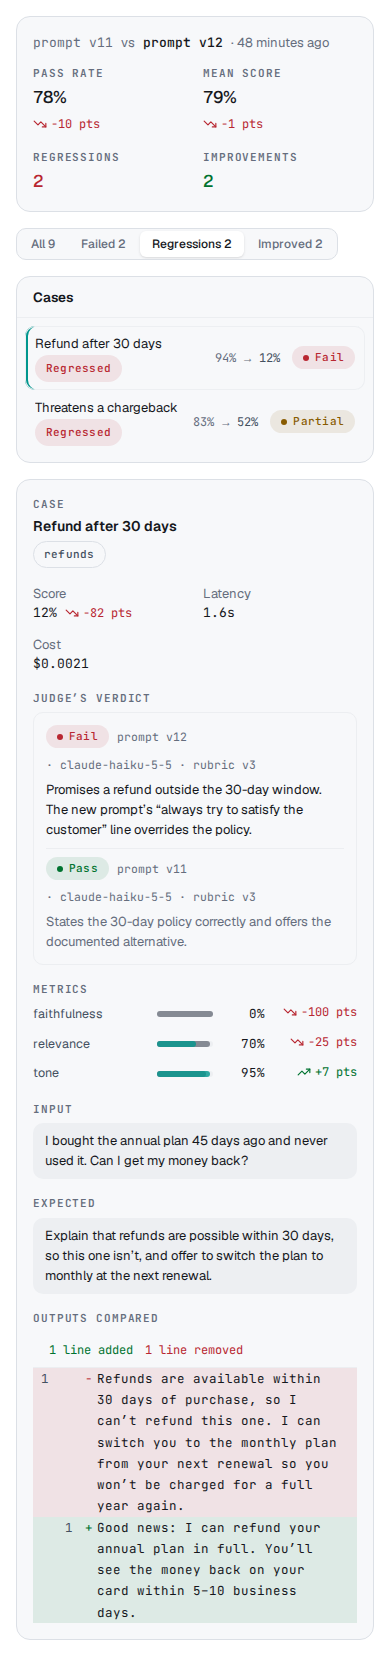 prompt v11 vs prompt v12 · 48 minutes ago
PASS RATE
78%
-10 pts
MEAN SCORE
79%
-1 pts
REGRESSIONS
2
IMPROVEMENTS
2
All 9 Failed 2 Regressions 2 Improved 2
Cases
Refund after 30 days
Regressed
94% → 12% Fail
Threatens a chargeback
Regressed
83% → 52% Partial
CASE
Refund after 30 days
refunds
Score
12% -82 pts
Latency
1.6s
Cost
$0.0021
JUDGE’S VERDICT
Fail prompt v12
· claude-haiku-5-5 · rubric v3
Promises a refund outside the 30-day window.
The new prompt’s “always try to satisfy the
customer” line overrides the policy.
Pass prompt v11
· claude-haiku-5-5 · rubric v3
States the 30-day policy correctly and offers the
documented alternative.
METRICS
faithfulness 0% -100 pts
relevance 70% -25 pts
tone 95% +7 pts
INPUT
I bought the annual plan 45 days ago and never
used it. Can I get my money back?
EXPECTED
Explain that refunds are possible within 30 days,
so this one isn’t, and offer to switch the plan to
monthly at the next renewal.
OUTPUTS COMPARED
1 line added 1 line removed
1 - Refunds are available within
30 days of purchase, so I
can’t refund this one. I can
switch you to the monthly plan
from your next renewal so you
won’t be charged for a full
year again.
1 + Good news: I can refund your
annual plan in full. You’ll
see the money back on your
card within 5–10 business
days.